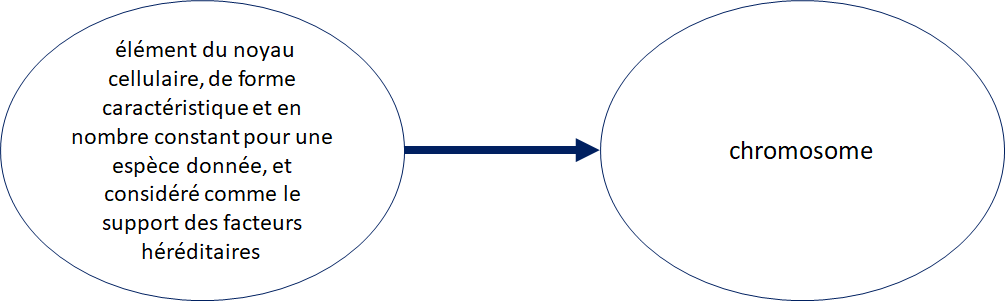 élément du noyau
cellulaire, de forme
caractéristique et en
nombre constant pour une
espèce donnée, et
considéré comme le
support des facteurs
héréditaires
chromosome